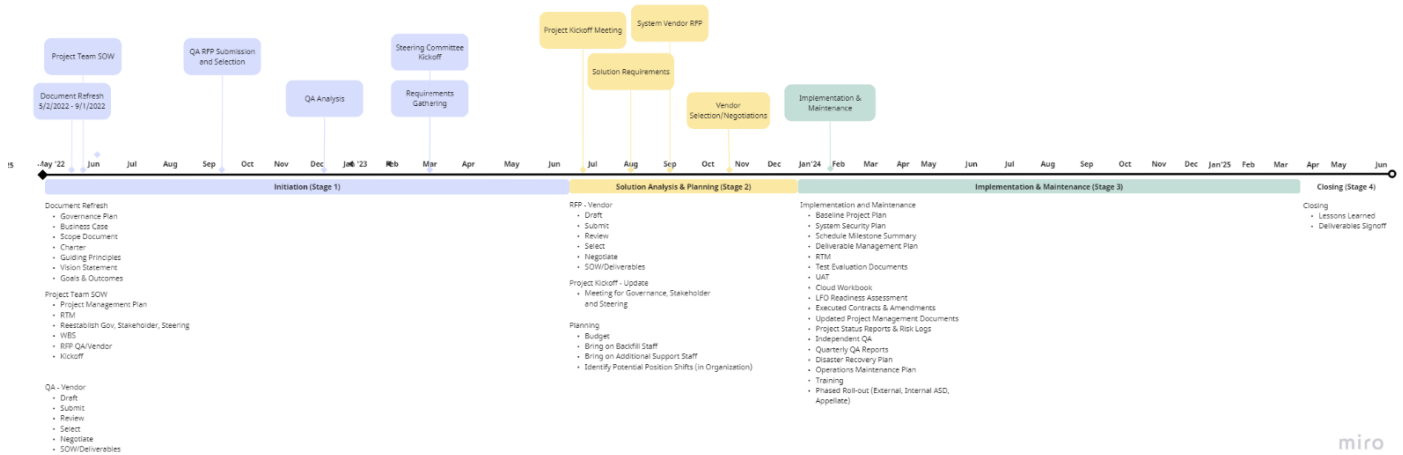 System Vendor RFP
Project Kickoff Meeting
Project Team SOW
QA RFP Submission
and Selection
Steering Committee
Kickoff
Solution Requirements
Document Refresh
5/2/2022 - 9/1/2022
QA Analysis
Requirements
Gathering
Vendor
Selection/Negotiations
Implementation &
Maintenance
May '22 Jun Jul Aug Sep Oct Nov Dec Jan '23 Feb Mar Apr May Jun Jul Aug Sep Oct Nov Dec Jan'24 Feb Mar Apr May Jun Jul Aug Sep Oct Nov Dec Jan'25 Feb Mar Apr May Jun
Initiation (Stage 1) Solution Analysis & Planning (Stage 2) Implementation & Maintenance (Stage 3) Closing (Stage 4)
Document Refresh
• Governance Plan
• Business Case
• Scope Document
• Charter
• Guiding Principles
• Vision Statement
• Goals & Outcomes
Project Team SOW
• Project Management Plan
• RTM
• Reestablish Gov, Stakeholder, Steering
• WBS
• RFP QA/Vendor
• Kickoff
QA - Vendor
• Draft
• Submit
• Review
• Select
• Negotiate
• SOW/Deliverables
RFP - Vendor
• Draft
• Submit
• Review
• Select
• Negotiate
• SOW/Deliverables
Project Kickoff - Update
• Meeting for Governance, Stakeholder
and Steering
Planning
• Budget
• Bring on Backfill Staff
• Bring on Additional Support Staff
• Identify Potential Position Shifts (in Organization)
Implementation and Maintenance
• Baseline Project Plan
• System Security Plan
• Schedule Milestone Summary
• Deliverable Management Plan
• RTM
• Test Evaluation Documents
• UAT
• Cloud Workbook
• LFO Readiness Assessment
• Executed Contracts & Amendments
• Updated Project Management Documents
• Project Status Reports & Risk Logs
• Independent QA
• Quarterly QA Reports
• Disaster Recovery Plan
• Operations Maintenance Plan
• Training
• Phased Roll-out (External, Internal ASD,
Appellate)
Closing
• Lessons Learned
• Deliverables Signoff
miro